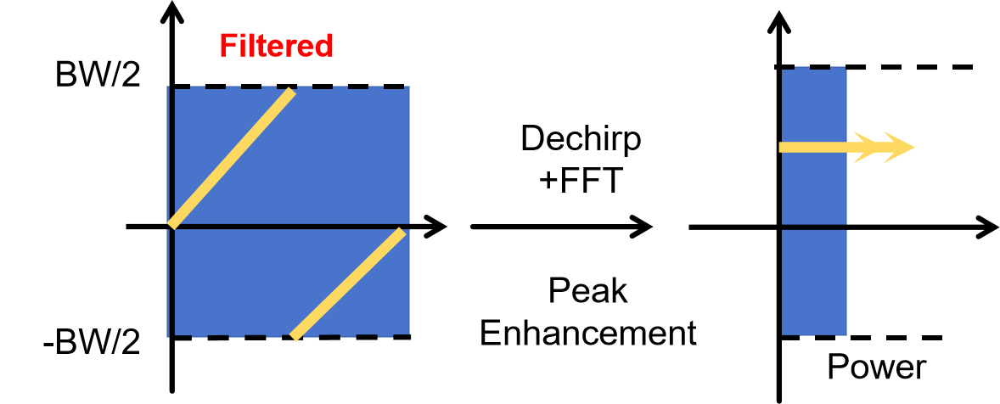 Filtered
BW/2
-BW/2
Dechirp
+FFT
Peak
Enhancement
Power